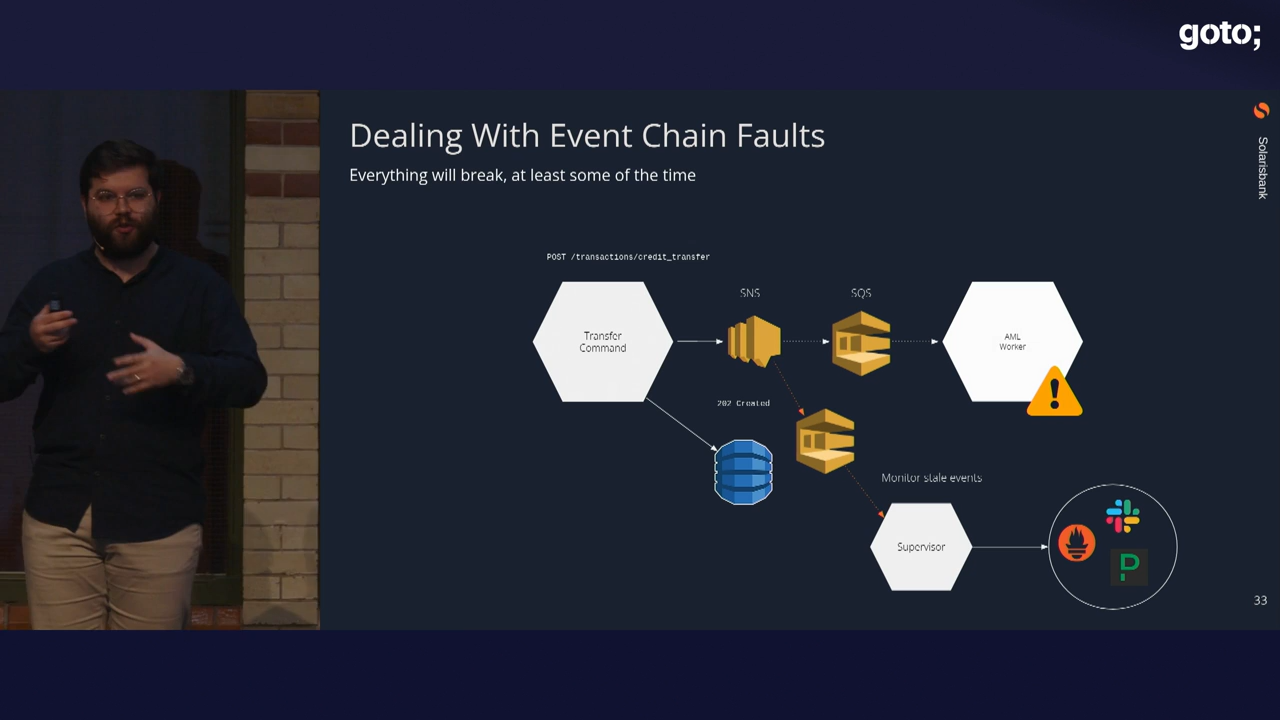 goto;
Solarisbank
Dealing With Event Chain Faults
Everything will break, at least some of the time
POST /transactions/credit_transfer
SNS
SQS
Transfer
Command
AML
Worker
202 Created
Monitor stale events
Supervisor
P
33